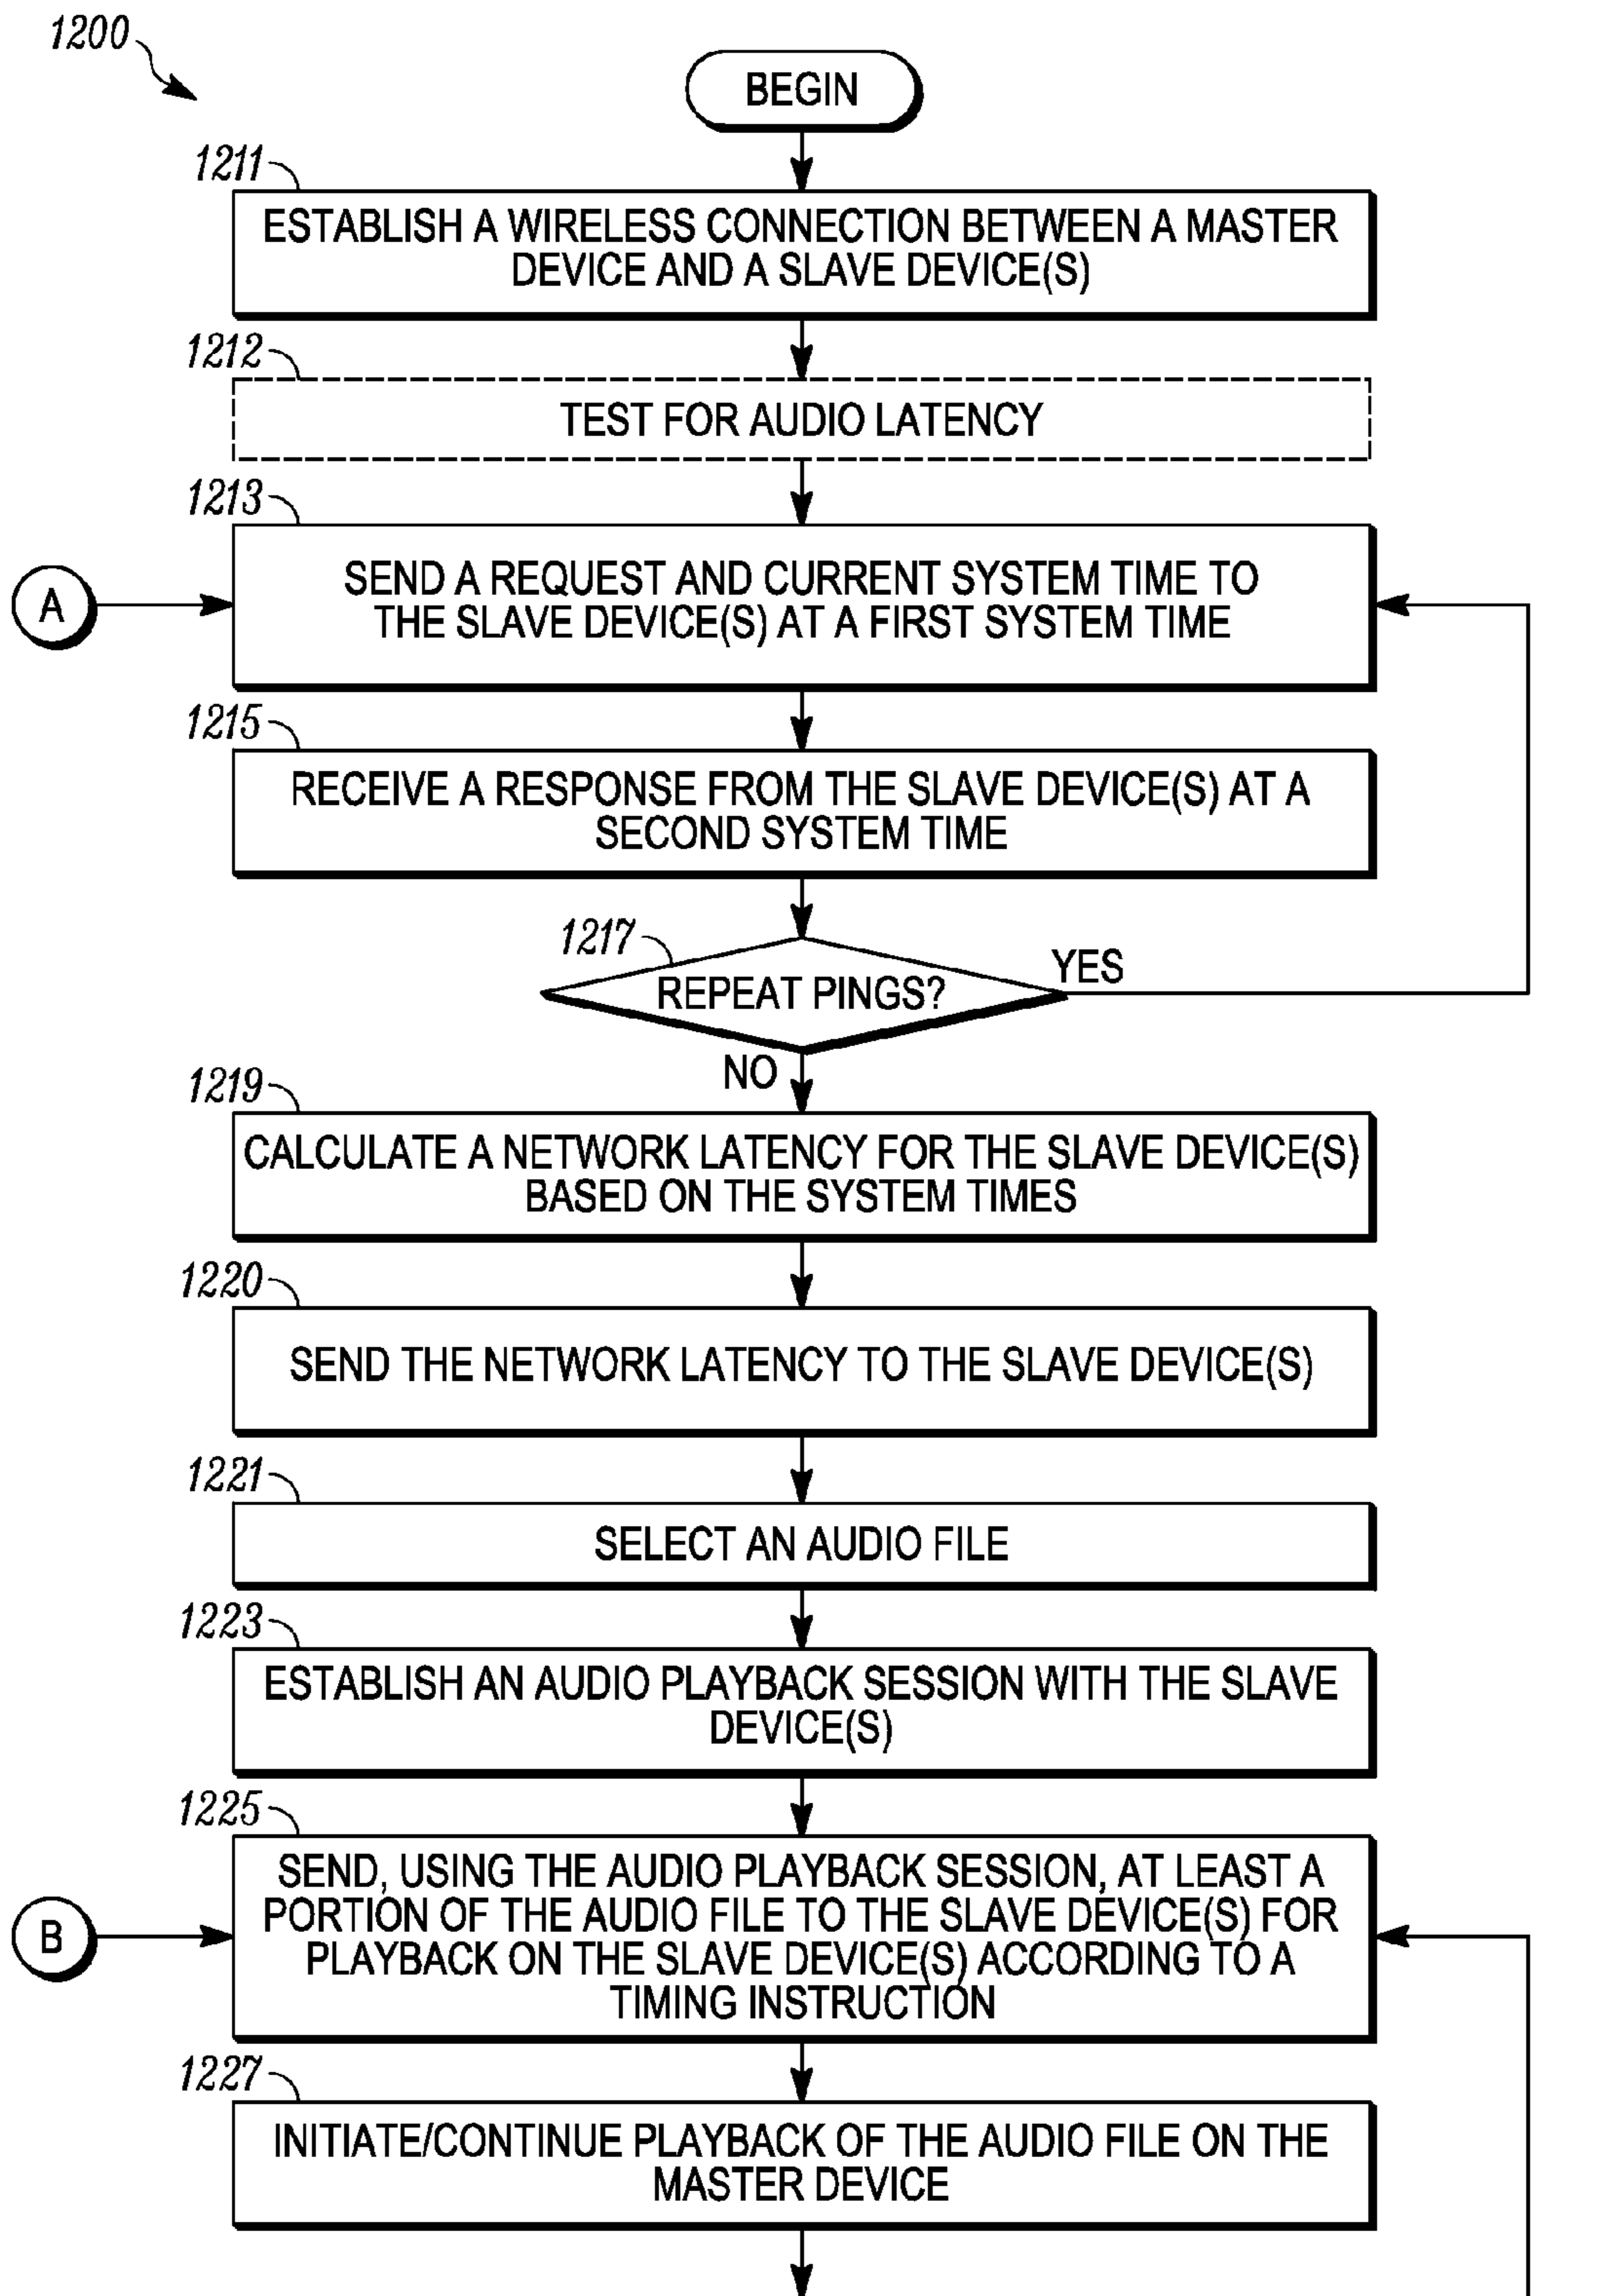 1200
BEGIN
1211
ESTABLISH A WIRELESS CONNECTION BETWEEN A MASTER
DEVICE AND A SLAVE DEVICE(S)
1212
TEST FOR AUDIO LATENCY
1213
SEND A REQUEST AND CURRENT SYSTEM TIME TO
THE SLAVE DEVICE(S) AT A FIRST SYSTEM TIME
A
1215
RECEIVE A RESPONSE FROM THE SLAVE DEVICE(S) AT A
SECOND SYSTEM TIME
1217
REPEAT PINGS?
YES
NO
1219
CALCULATE A NETWORK LATENCY FOR THE SLAVE DEVICE(S)
BASED ON THE SYSTEM TIMES
1220
SEND THE NETWORK LATENCY TO THE SLAVE DEVICE(S)
1221
SELECT AN AUDIO FILE
1223
ESTABLISH AN AUDIO PLAYBACK SESSION WITH THE SLAVE
DEVICE(S)
1225
SEND, USING THE AUDIO PLAYBACK SESSION, AT LEAST A
PORTION OF THE AUDIO FILE TO THE SLAVE DEVICE(S) FOR
PLAYBACK ON THE SLAVE DEVICE(S) ACCORDING TO A
TIMING INSTRUCTION
B
1227
INITIATE/CONTINUE PLAYBACK OF THE AUDIO FILE ON THE
MASTER DEVICE